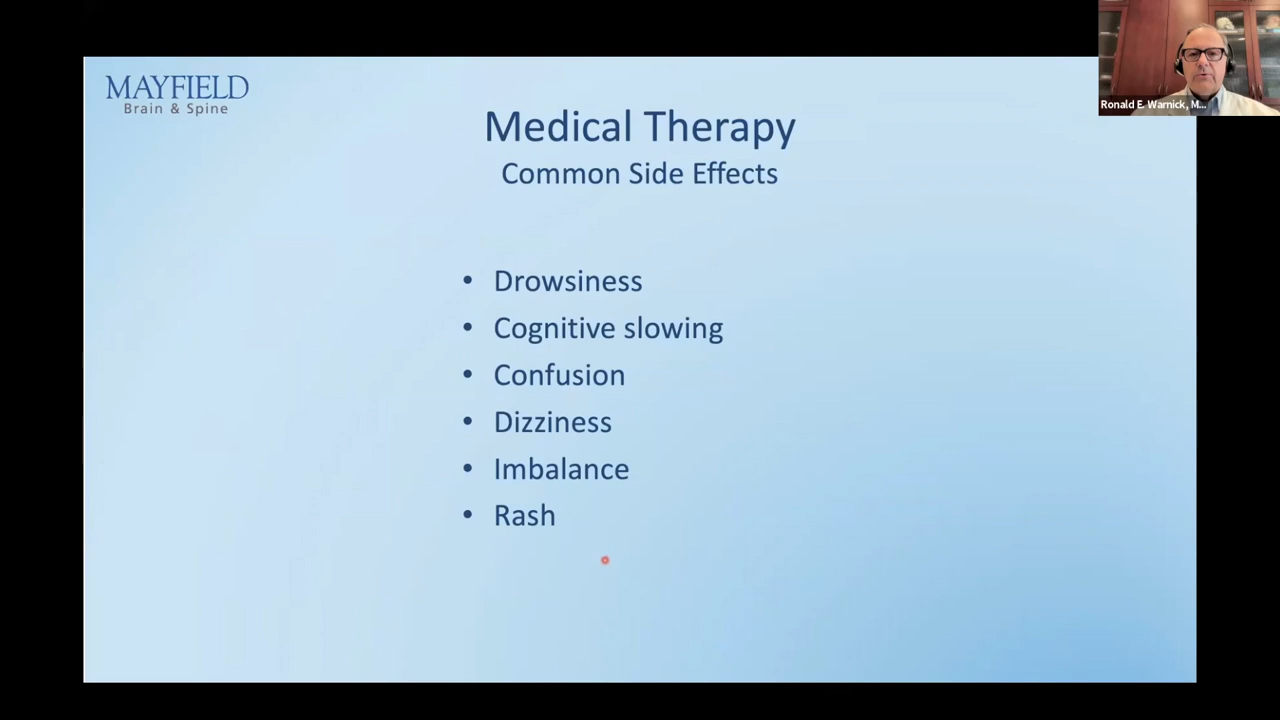 MAYFIELD
Brain & Spine
Ronald E. Warnick, M...
Medical Therapy
Common Side Effects
• Drowsiness
• Cognitive slowing
• Confusion
• Dizziness
• Imbalance
• Rash